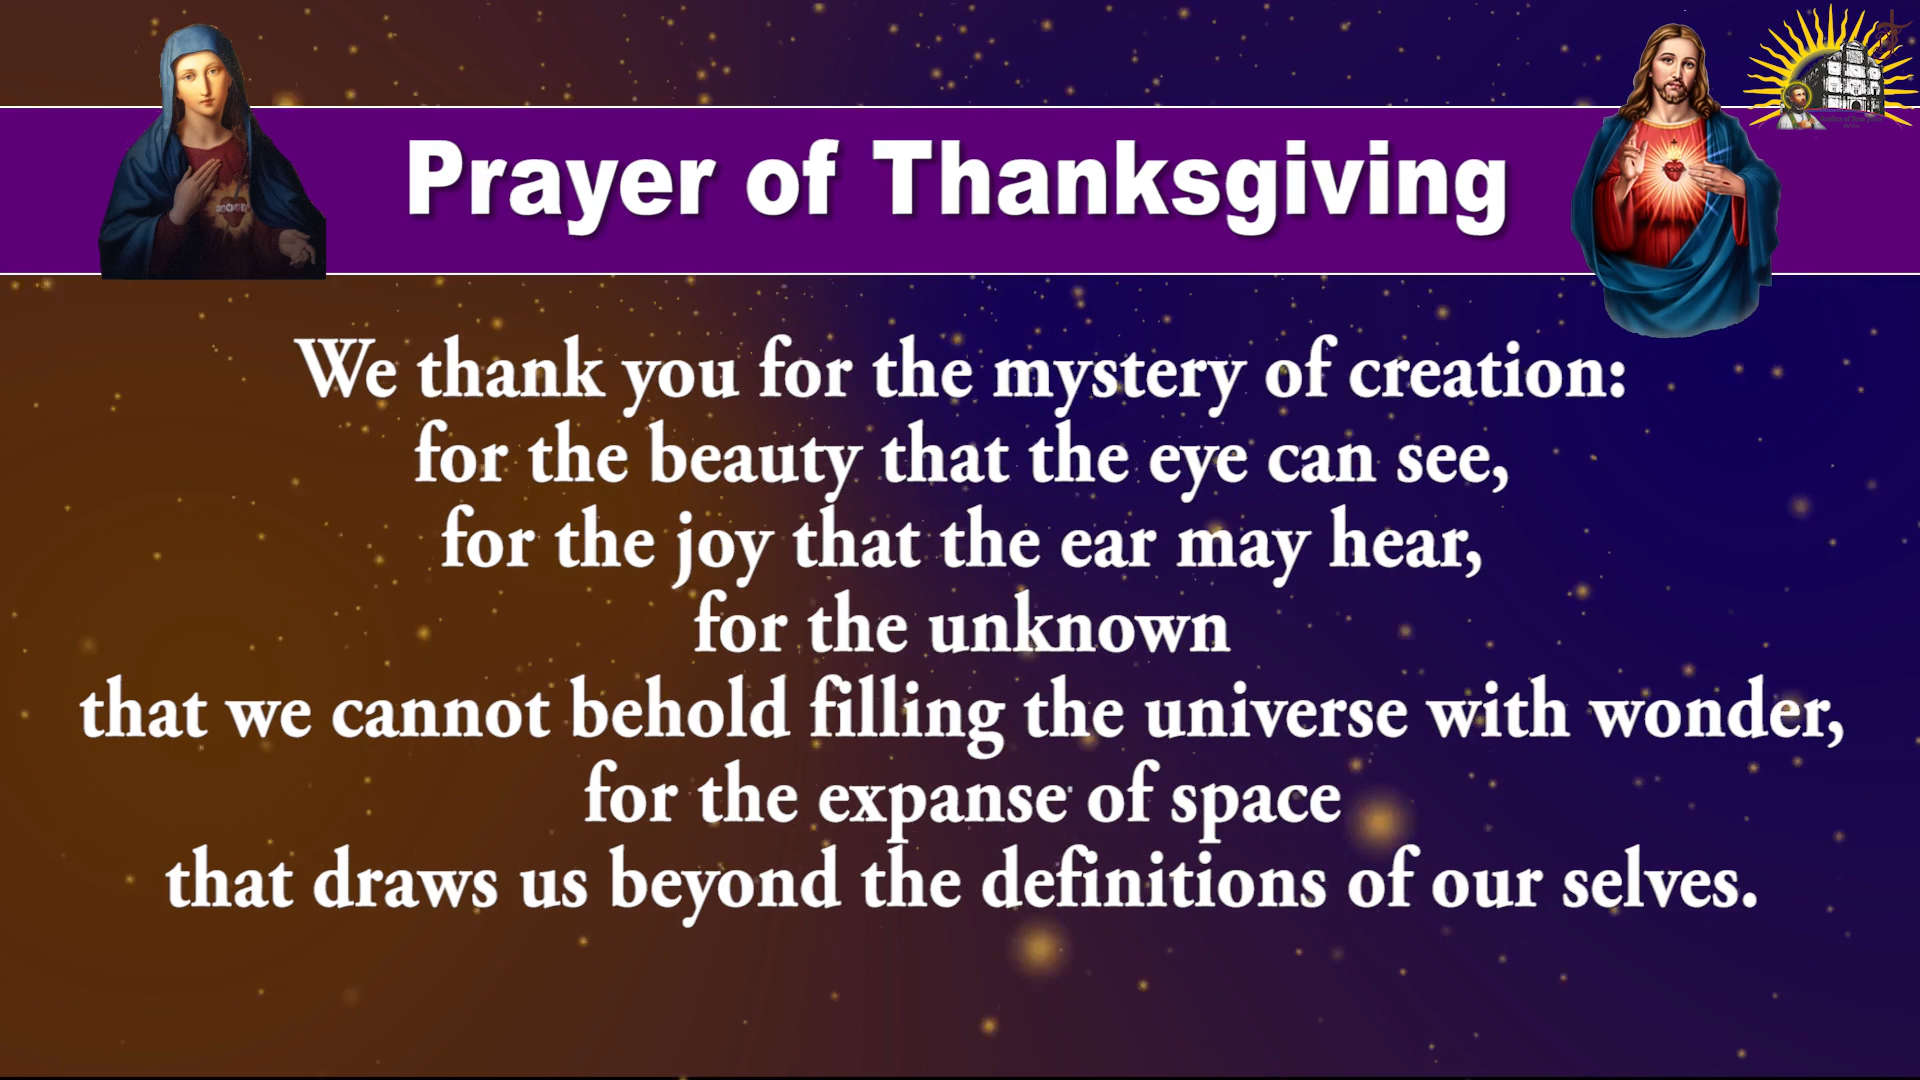 Prayer of Thanksgiving
We thank you for the mystery of creation:
for the beauty that the eye can see,
for the joy that the ear may hear,
for the unknown
that we cannot behold filling the universe with wonder,
for the expanse of space
that draws us beyond the definitions of our selves.